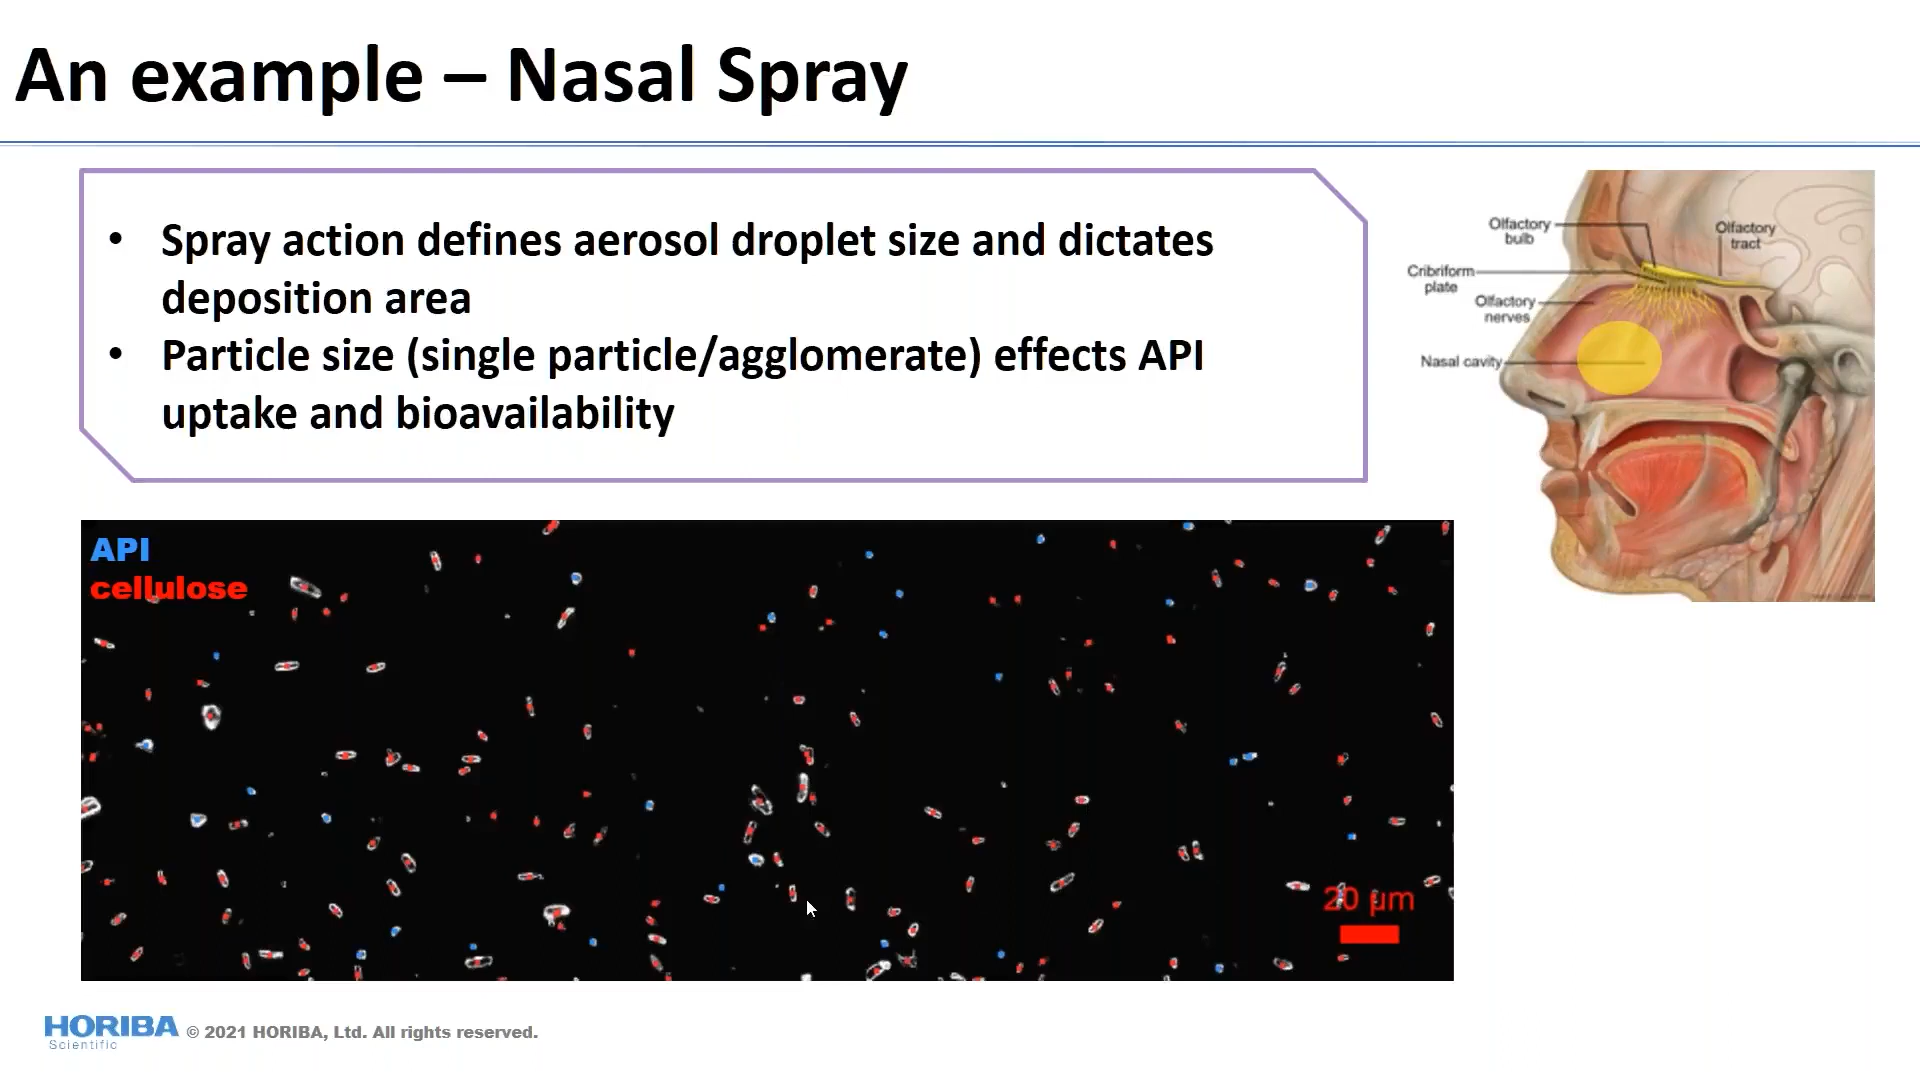 An example – Nasal Spray
• Spray action defines aerosol droplet size and dictates
deposition area
• Particle size (single particle/agglomerate) effects API
uptake and bioavailability
Olfactory
bulb
Olfactory
tract
Cribriform
plate
Olfactory
nerves
Nasal cavity
API
cellulose
20 µm
HORIBA
Scientific
© 2021 HORIBA, Ltd. All rights reserved.